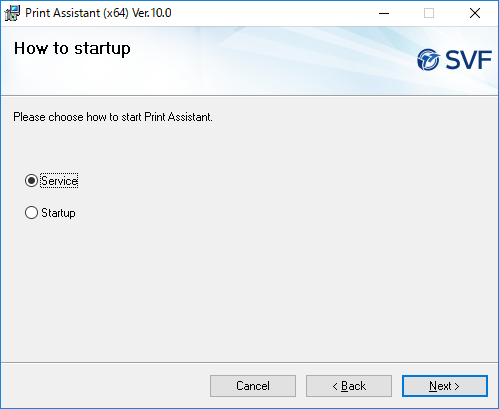 Print Assistant (x64) Ver.10.0
How to startup
SVF
Please choose how to start Print Assistant.
Service
Startup
Cancel
< Back
Next >